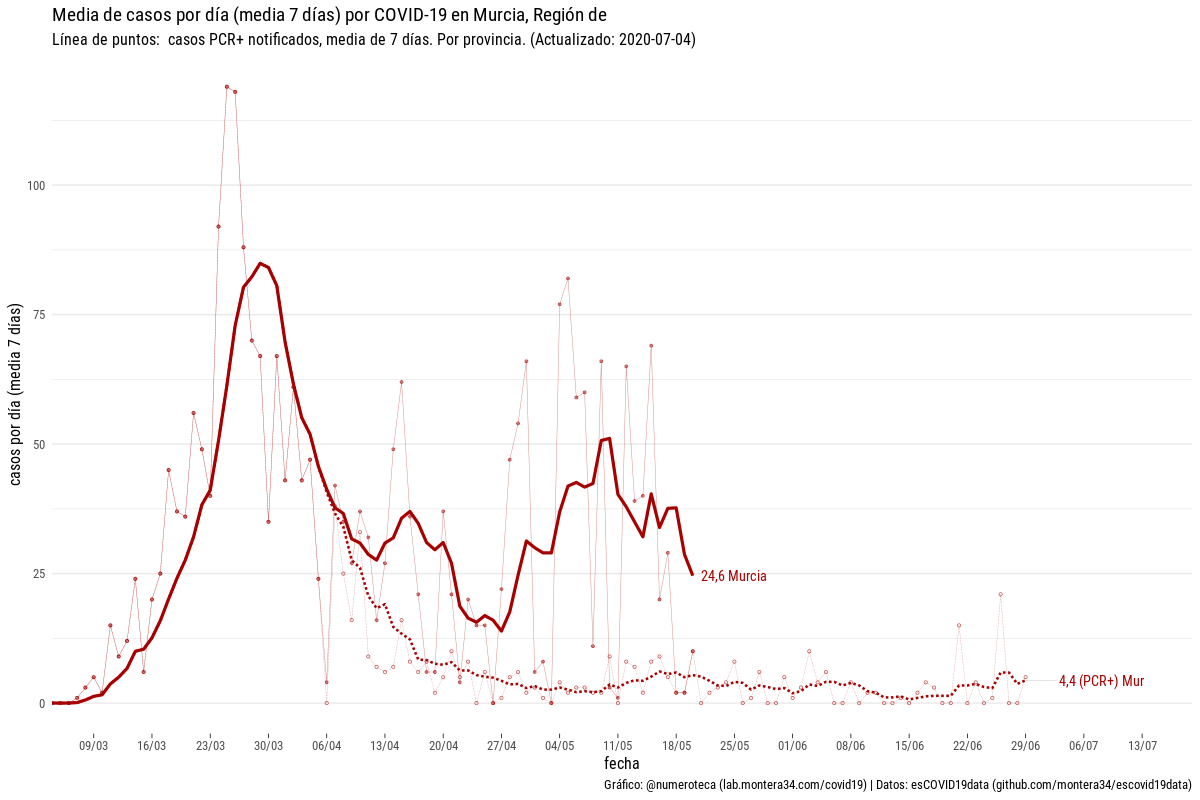 Media de casos por día (media 7 días) por COVID-19 en Murcia, Región de
Línea de puntos:  casos PCR+ notificados, media de 7 días. Por provincia. (Actualizado: 2020-07-04)
casos por día (media 7 días)
100
75
50
25
0
24,6 Murcia
4,4 (PCR+) Mur
09/03 16/03 23/03 30/03 06/04 13/04 20/04 27/04 04/05 11/05 18/05 25/05 01/06 08/06 15/06 22/06 29/06 06/07 13/07
fecha
Gráfico: @numeroteca (lab.montera34.com/covid19) | Datos: esCOVID19data (github.com/montera34/escovid19data)